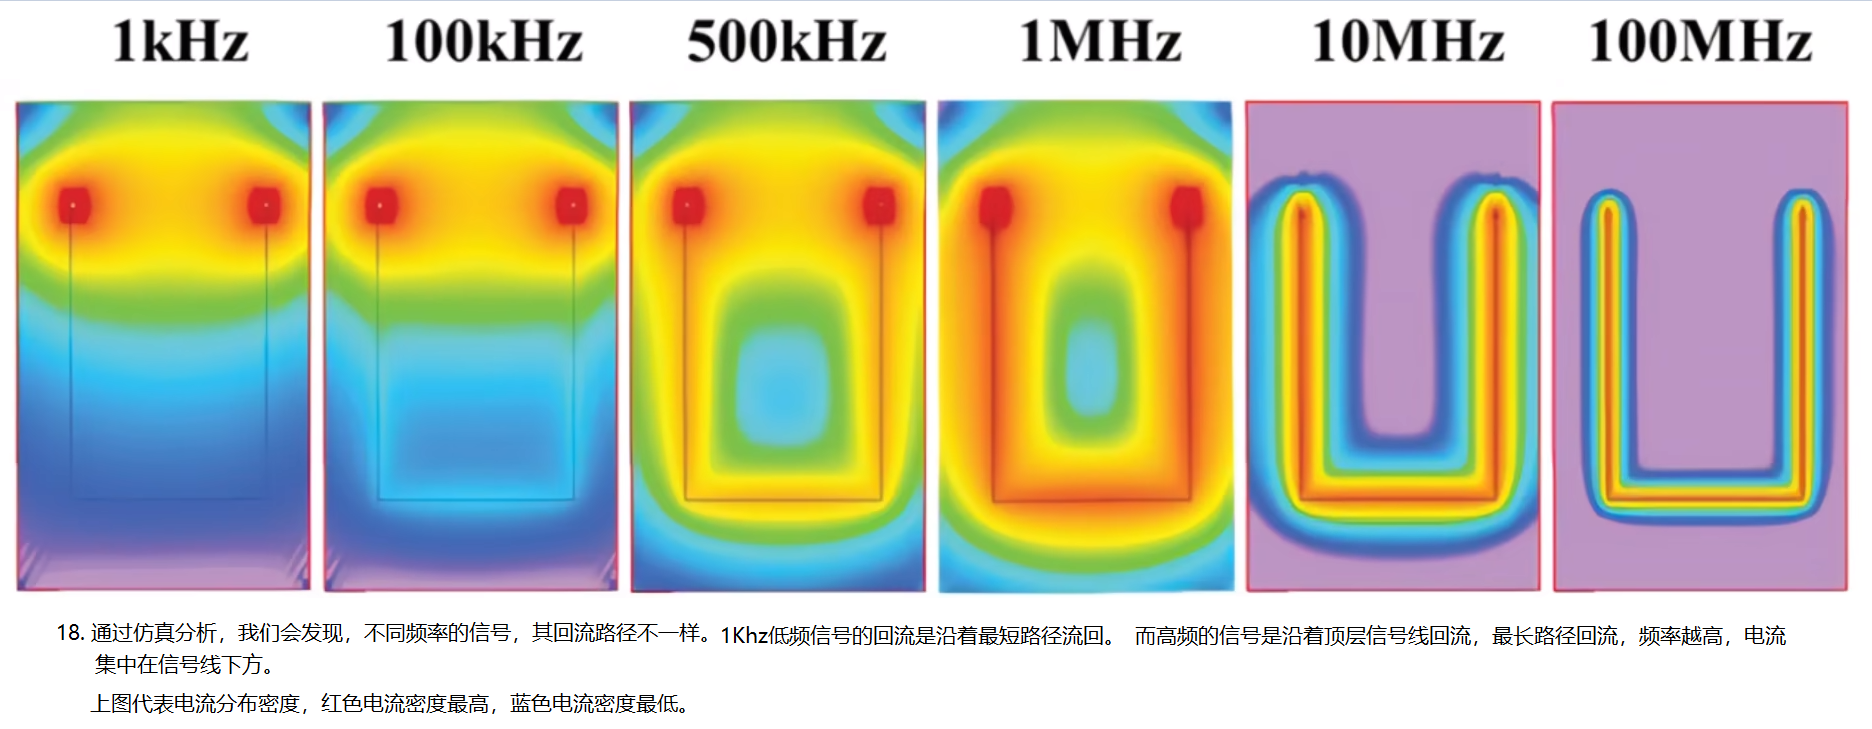 1kHz 100kHz 500kHz 1MHz 10MHz 100MHz
18. 通过仿真分析，我们会发现，不同频率的信号，其回流路径不一样。1Khz低频信号的回流是沿着最短路径流回。 而高频的信号是沿着顶层信号线回流，最长路径回流，频率越高，电流
集中在信号线下方。
上图代表电流分布密度，红色电流密度最高，蓝色电流密度最低。